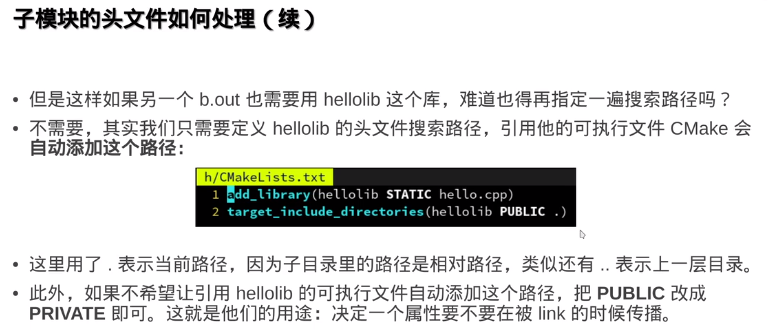 子模块的头文件如何处理（续）
• 但是这样如果另一个 b.out 也需要用 hellolib 这个库，难道也得再指定一遍搜索路径吗？
• 不需要，其实我们只需要定义 hellolib 的头文件搜索路径，引用他的可执行文件 CMake 会
自动添加这个路径：
h/CMakeLists.txt
1 add_library(hellolib STATIC hello.cpp)
2 target_include_directories(hellolib PUBLIC .)
• 这里用了 . 表示当前路径，因为子目录里的路径是相对路径，类似还有 .. 表示上一层目录。
• 此外，如果不希望让引用 hellolib 的可执行文件自动添加这个路径，把 PUBLIC 改成
PRIVATE 即可。这就是他们的用途：决定一个属性要不要在被 link 的时候传播。